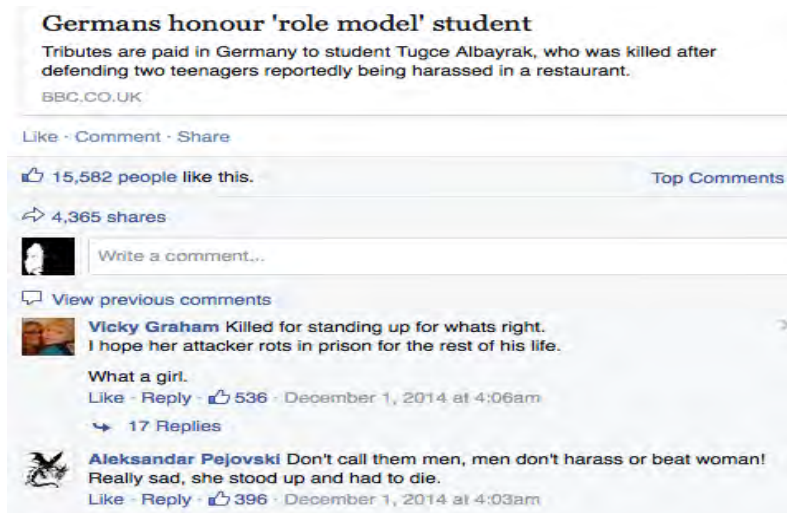 Germans honour 'role model' student
Tributes are paid in Germany to student Tugce Albayrak, who was killed after
defending two teenagers reportedly being harassed in a restaurant.
BBC.CO.UK
Like · Comment · Share
15,582 people like this.
Top Comments
4,365 shares
Write a comment...
View previous comments
Vicky Graham Killed for standing up for whats right.
I hope her attacker rots in prison for the rest of his life.
What a girl.
Like · Reply · 536 · December 1, 2014 at 4:06am
17 Replies
Aleksandar Pejovski Don't call them men, men don't harass or beat woman!
Really sad, she stood up and had to die.
Like · Reply · 396 · December 1, 2014 at 4:03am